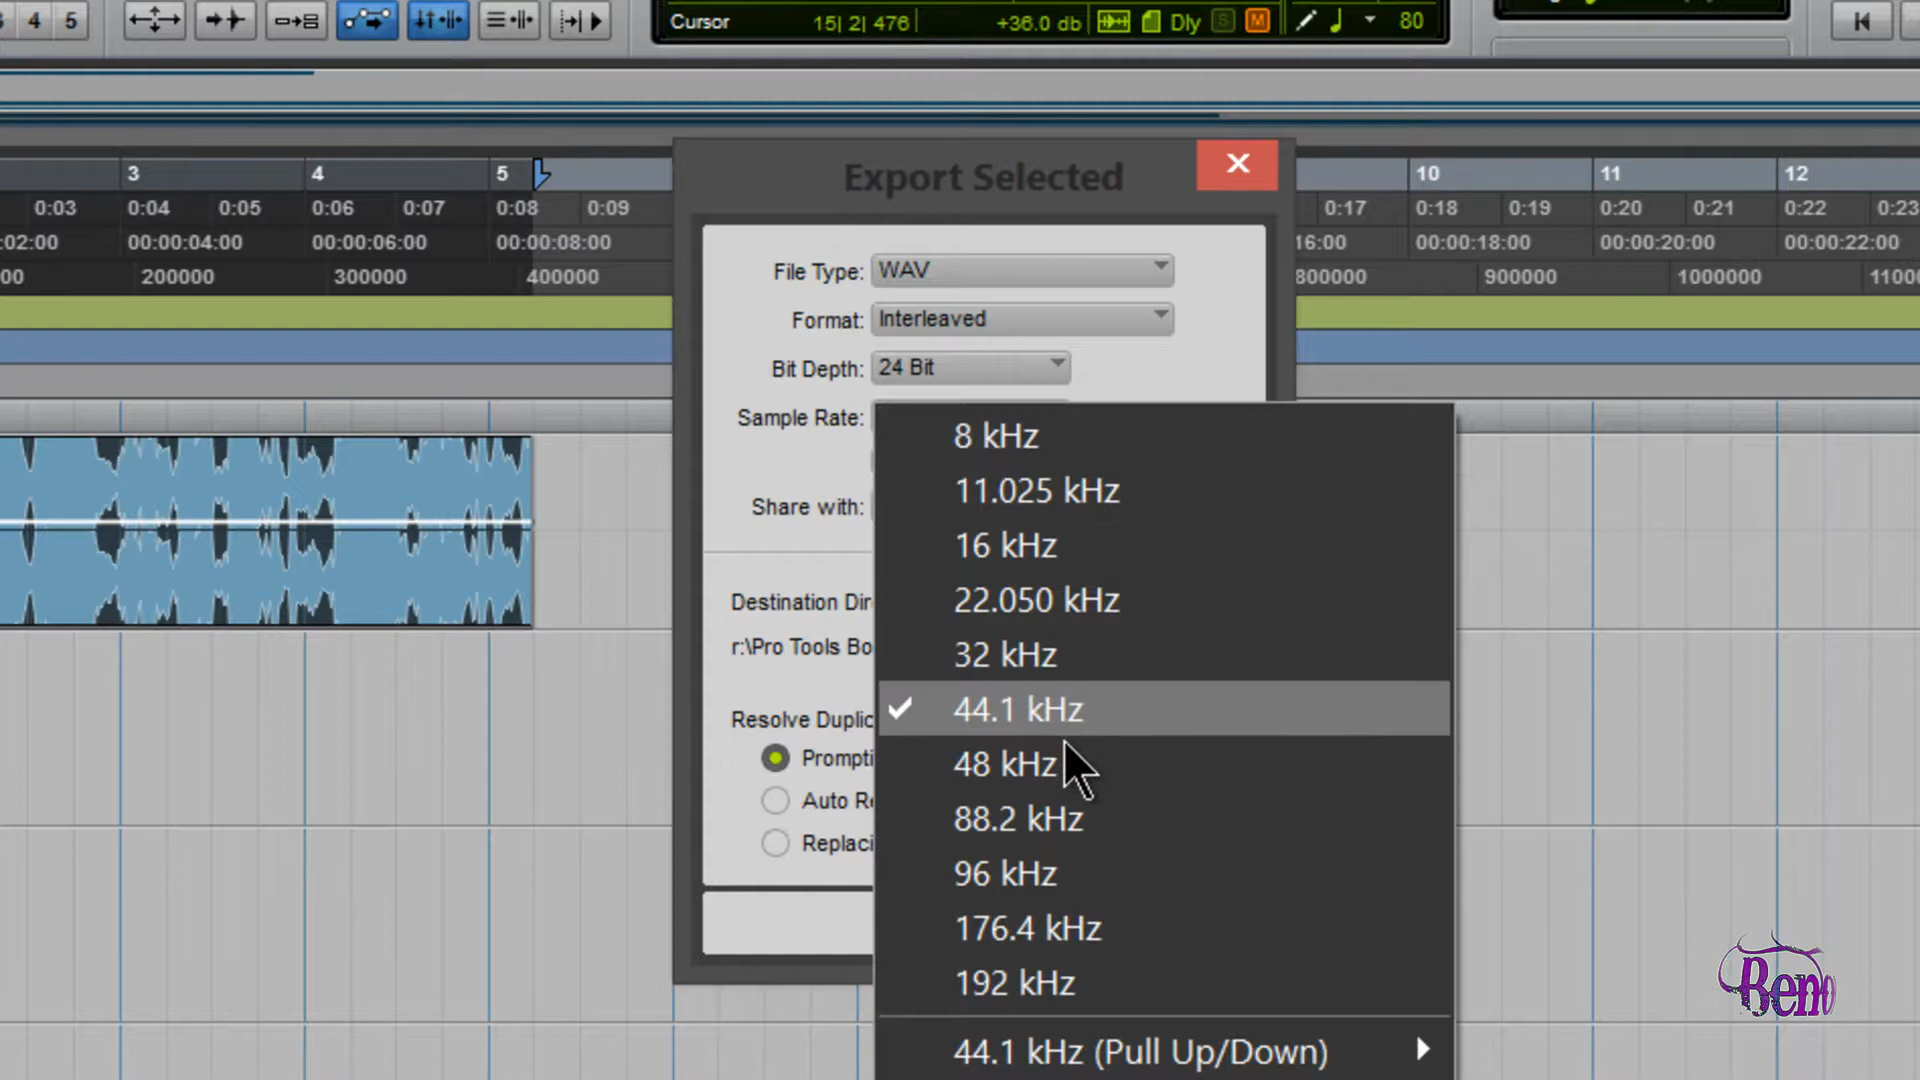 4 5
Cursor 15| 2| 476 +36.0 db Dly S M 80
Export Selected
3 4 5 10 11 12
0:03 0:04 0:05 0:06 0:07 0:08 0:09 0:17 0:18 0:19 0:20 0:21 0:22 0:23
:02:00 00:00:04:00 00:00:06:00 00:00:08:00 16:00 00:00:18:00 00:00:20:00 00:00:22:00
00 200000 300000 400000 800000 900000 1000000 1100
File Type: WAV
Format: Interleaved
Bit Depth: 24 Bit
Sample Rate:
8 kHz
11.025 kHz
Share with:
16 kHz
22.050 kHz
Destination Dir
r:\Pro Tools Bo
32 kHz
44.1 kHz
Resolve Duplic
Prompti
48 kHz
Auto Re
88.2 kHz
Replaci
96 kHz
176.4 kHz
192 kHz
44.1 kHz (Pull Up/Down)
Beno